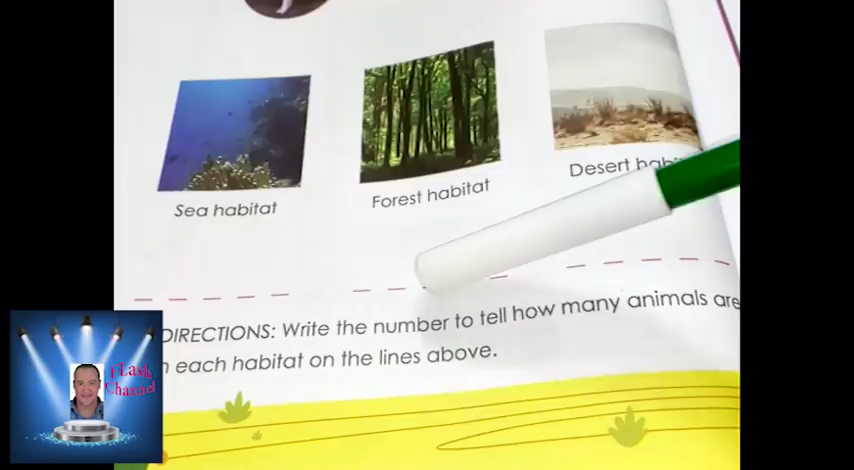 Sea habitat
Forest habitat
Desert
DIRECTIONS: Write the number to tell how many animals are
each habitat on the lines above.
FLash
Channel